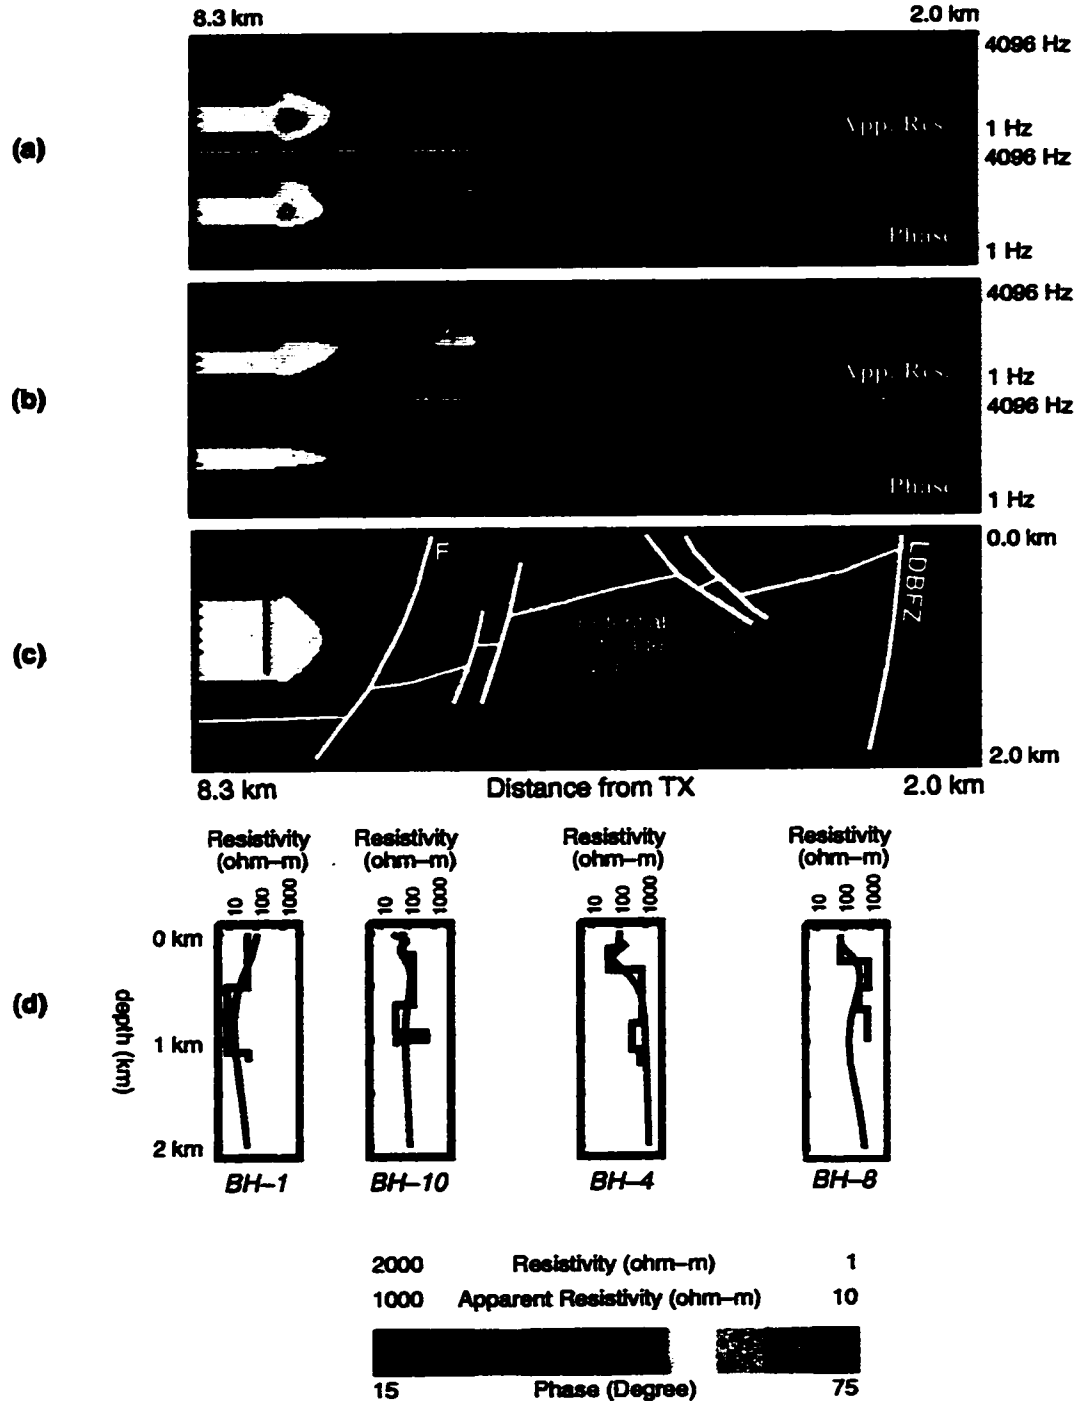 8.3 km 2.0 km
4096 Hz
(a)
App. Res.
1 Hz
4096 Hz
Phase
1 Hz
4096 Hz
(b)
App. Res.
1 Hz
4096 Hz
Phase
1 Hz
0.0 km
F
LDBFZ
(c)
2.0 km
8.3 km Distance from TX 2.0 km
Resistivity (ohm–m) Resistivity (ohm–m) Resistivity (ohm–m) Resistivity (ohm–m)
10 100 1000 10 100 1000 10 100 1000 10 100 1000
0 km
(d)
depth (km)
1 km
2 km
BH–1 BH–10 BH–4 BH–8
2000 Resistivity (ohm–m) 1
1000 Apparent Resistivity (ohm–m) 10
15 Phase (Degree) 75